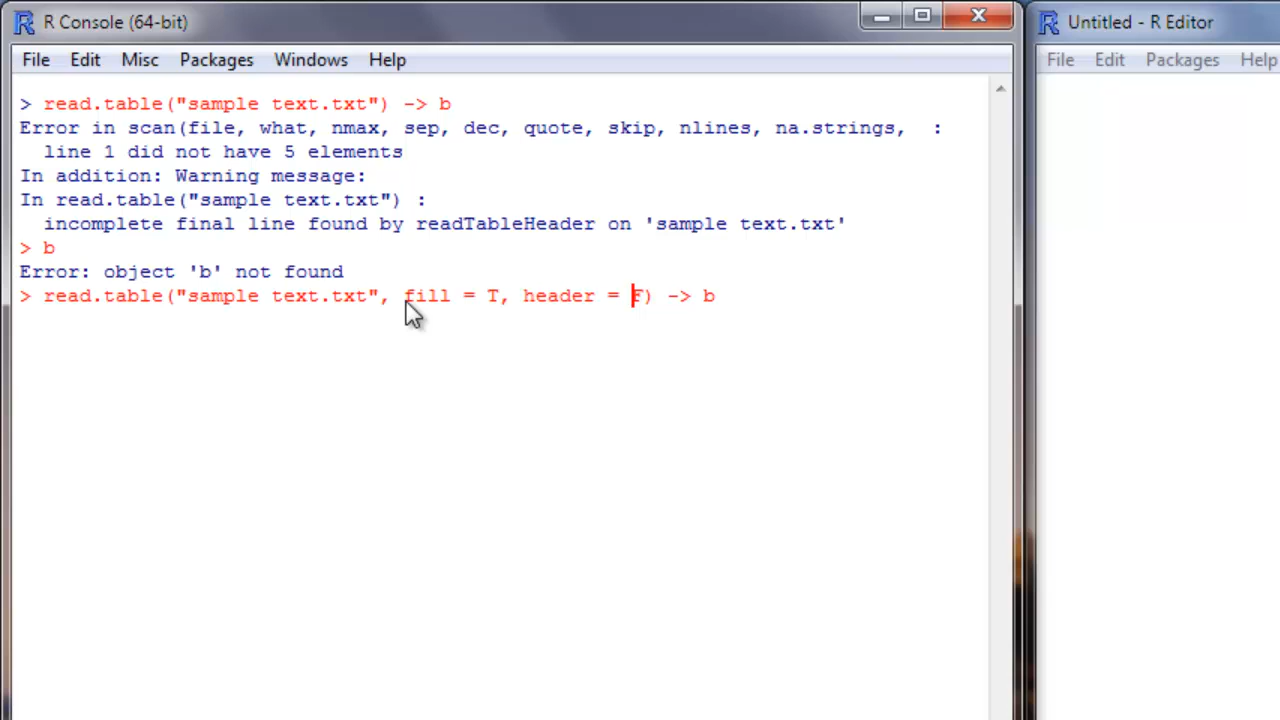 R Console (64-bit)
File Edit Misc Packages Windows Help
> read.table("sample text.txt") -> b
Error in scan(file, what, nmax, sep, dec, quote, skip, nlines, na.strings,  :
  line 1 did not have 5 elements
In addition: Warning message:
In read.table("sample text.txt") :
  incomplete final line found by readTableHeader on 'sample text.txt'
> b
Error: object 'b' not found
> read.table("sample text.txt", fill = T, header = F) -> b
Untitled - R Editor
File Edit Packages Help